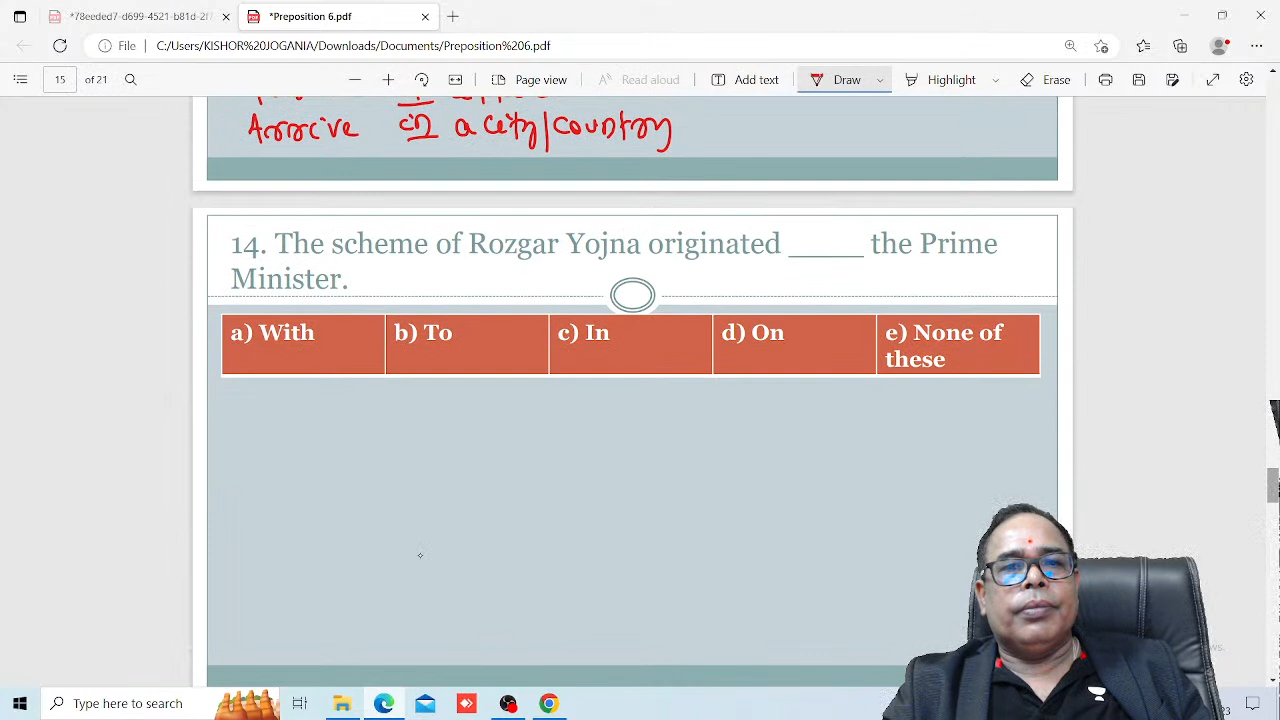 *78eeded7-d699-4521-b81d-2f
*Preposition 6.pdf
File C:/Users/KISHOR%20JOGANIA/Downloads/Documents/Preposition%206.pdf
15 of 21 Page view Read aloud Add text Draw Highlight Erase
Arrive in a City/Country
14. The scheme of Rozgar Yojna originated _____ the Prime
Minister.
a) With b) To c) In d) On e) None of
these
Type here to search